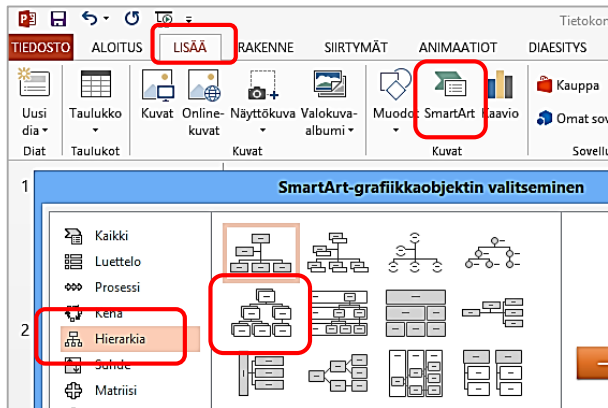 Tietokon
TIEDOSTO ALOITUS LISÄÄ RAKENNE SIIRTYMÄT ANIMAATIOT DIAESITYS
Uusi dia
Taulukko
Kuvat
Online-kuvat
Näyttökuva
Valokuva-albumi
Muodot
SmartArt
Kaavio
Kauppa
Omat sov
Diat Taulukot Kuvat Kuvat Sovellu
1
SmartArt-grafiikkaobjektin valitseminen
Kaikki
Luettelo
Prosessi
Kehä
2
Hierarkia
Suhde
Matriisi